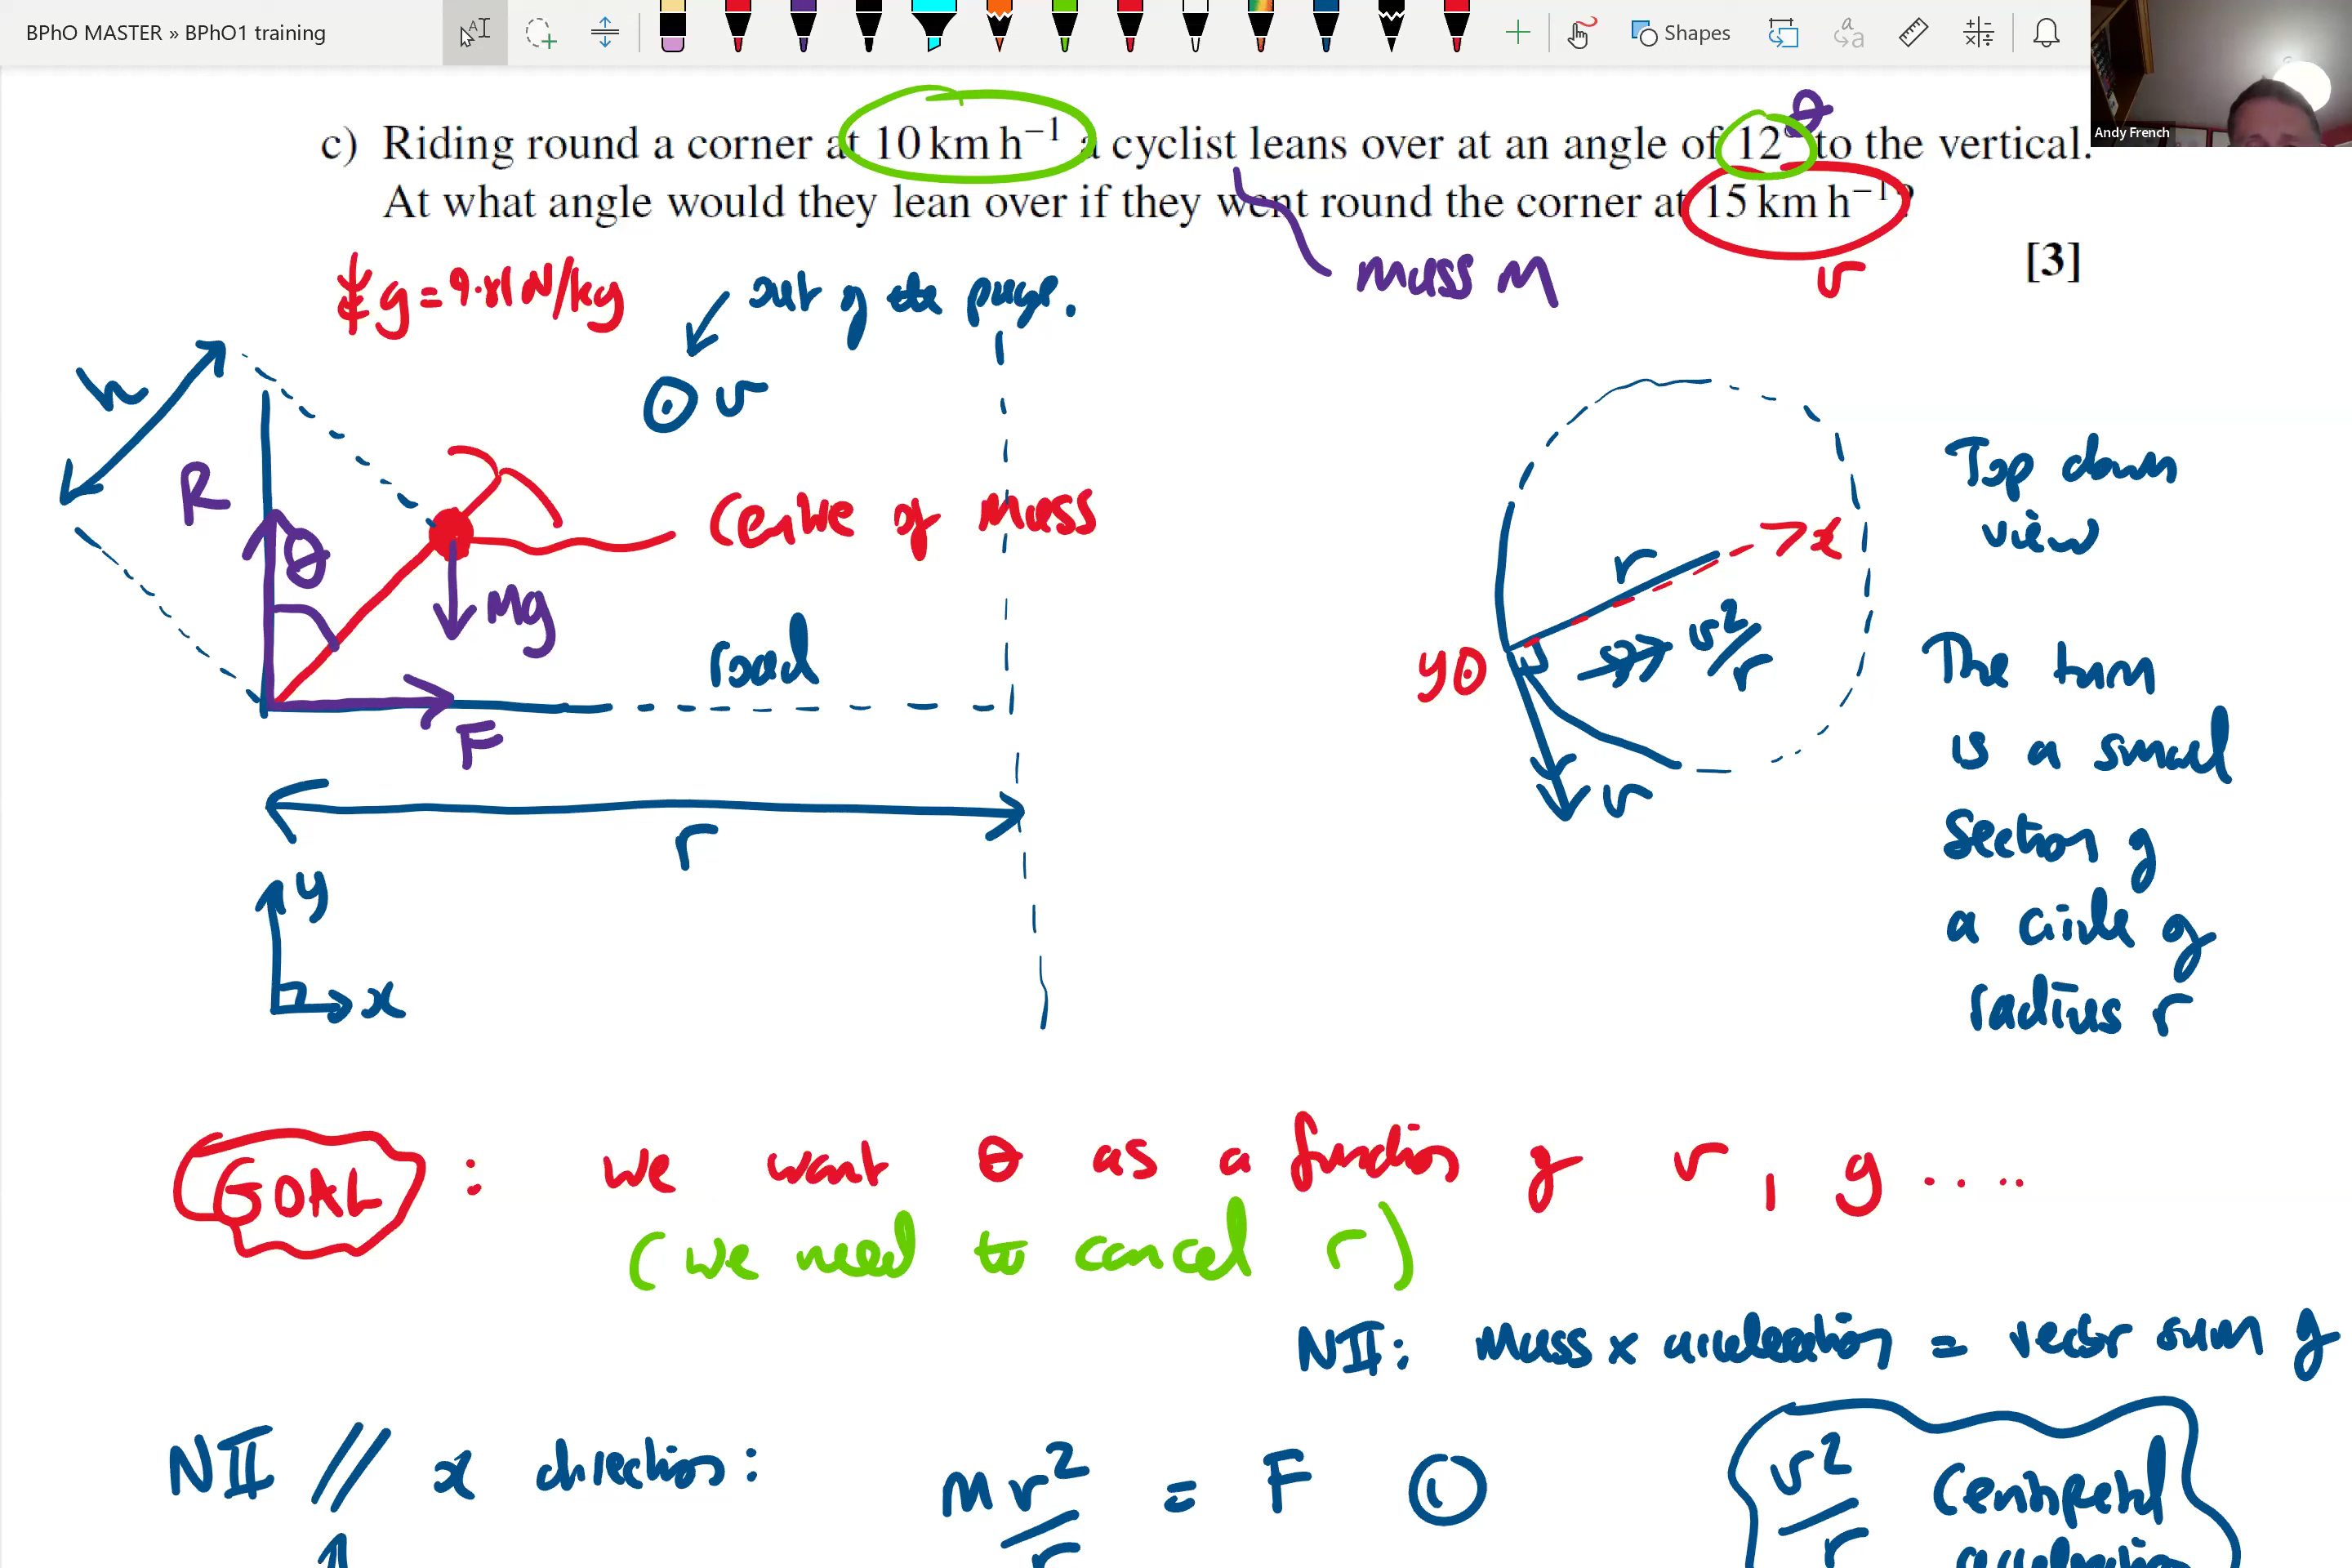 BPhO MASTER » BPhO1 training
Shapes
Andy French
c) Riding round a corner at 10 km h⁻¹ a cyclist leans over at an angle of 12° to the vertical.
θ
At what angle would they lean over if they went round the corner at 15 km h⁻¹?
[3]
g = 9.81 N/kg
out of the page.
mass M
v
h
⊙ v
R
θ
Centre of mass
Mg
road
F
r
y
x
Top down
view
r
x
v²/r
y⊙
v
The turn
is a small
section of
a circle of
radius r
GOAL : we want θ as a function of v, g .....
(we need to cancel r)
NII: mass x acceleration = vector sum of
NII // x direction: M v²/r = F ①
v²/r Centripetal
acceleration